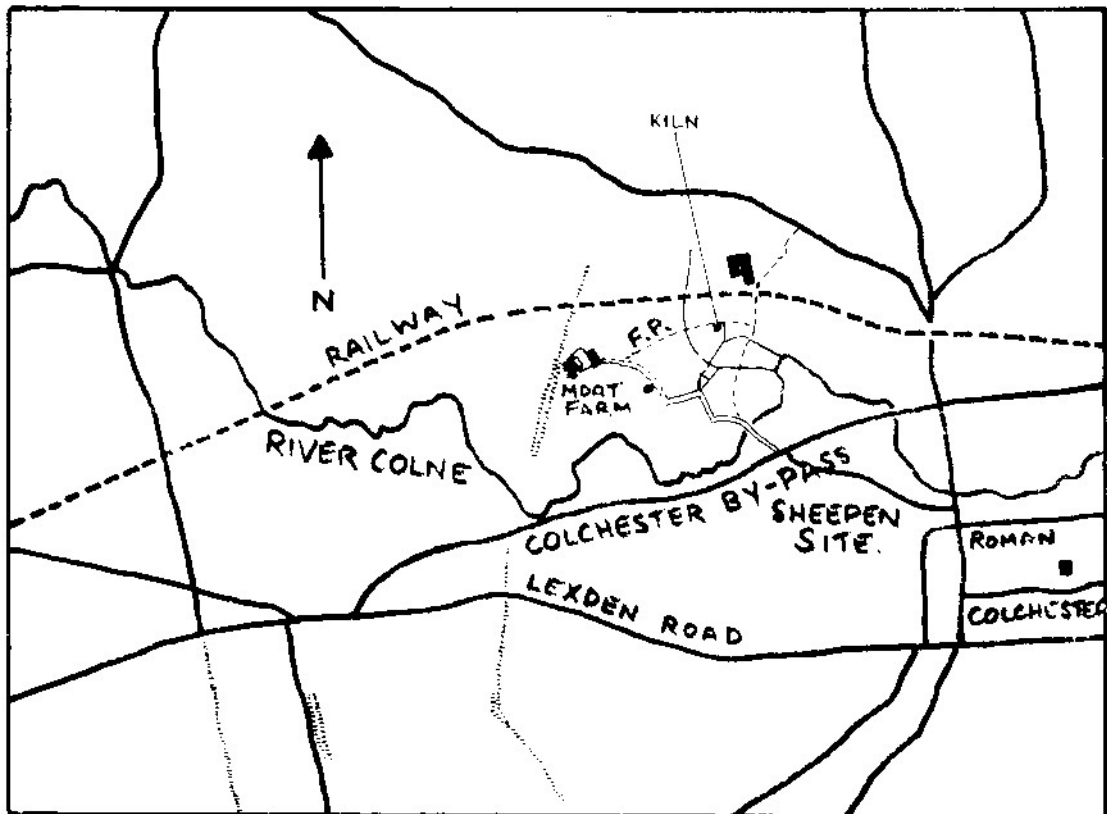 KILN
N
RAILWAY
F.P.
MOAT
FARM
RIVER COLNE
COLCHESTER BY-PASS
SHEEPEN
SITE.
ROMAN
LEXDEN ROAD
COLCHESTER